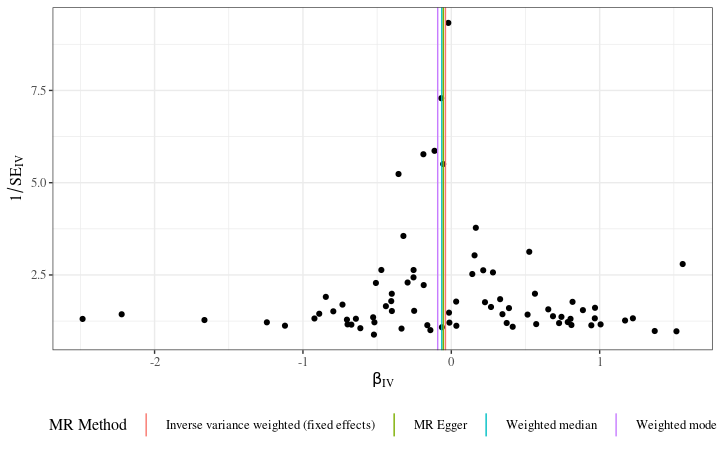 7.5
5.0
2.5
1/SE_IV
-2
-1
0
1
β_IV
MR Method
Inverse variance weighted (fixed effects)
MR Egger
Weighted median
Weighted mode